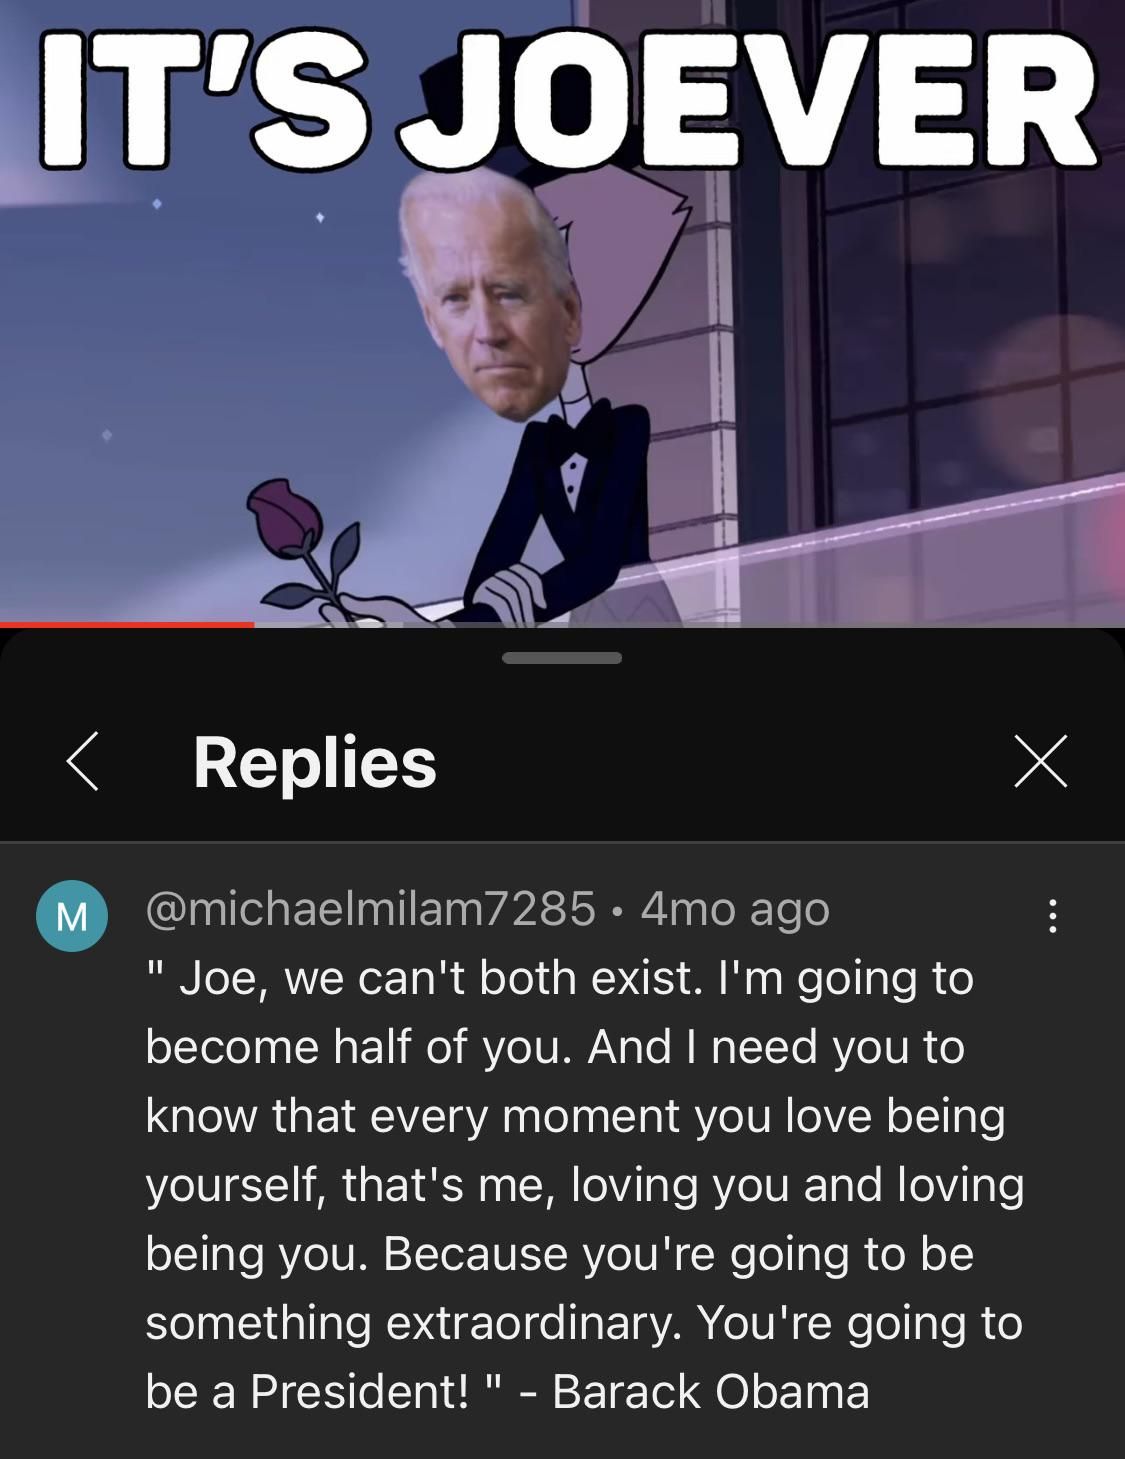 IT'S JOEVER
Replies
M
@michaelmilam7285 • 4mo ago
" Joe, we can't both exist. I'm going to
become half of you. And I need you to
know that every moment you love being
yourself, that's me, loving you and loving
being you. Because you're going to be
something extraordinary. You're going to
be a President! " - Barack Obama